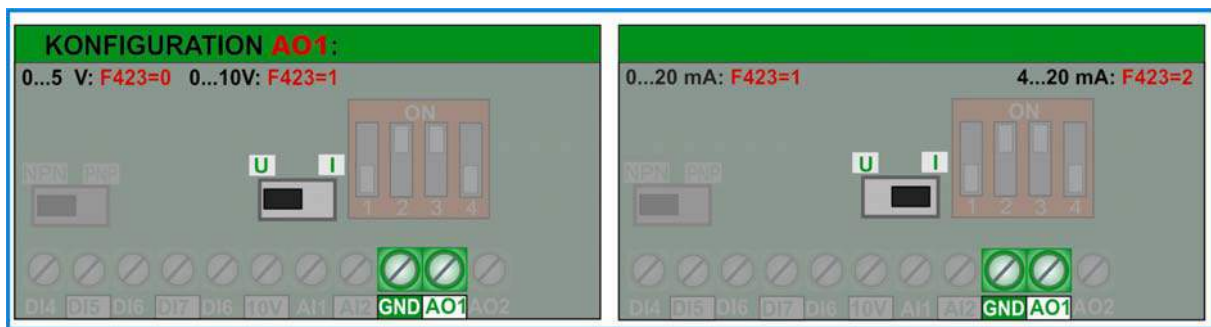 KONFIGURATION AO1:
0...5 V: F423=0 0...10V: F423=1
ON
U I
NPN PNP
1 2 3 4
DI4 DI5 DI6 DI7 DI6 10V AI1 AI2 GND AO1 AO2
0...20 mA: F423=1 4...20 mA: F423=2
ON
U I
NPN PNP
1 2 3 4
DI4 DI5 DI6 DI7 DI6 10V AI1 AI2 GND AO1 AO2